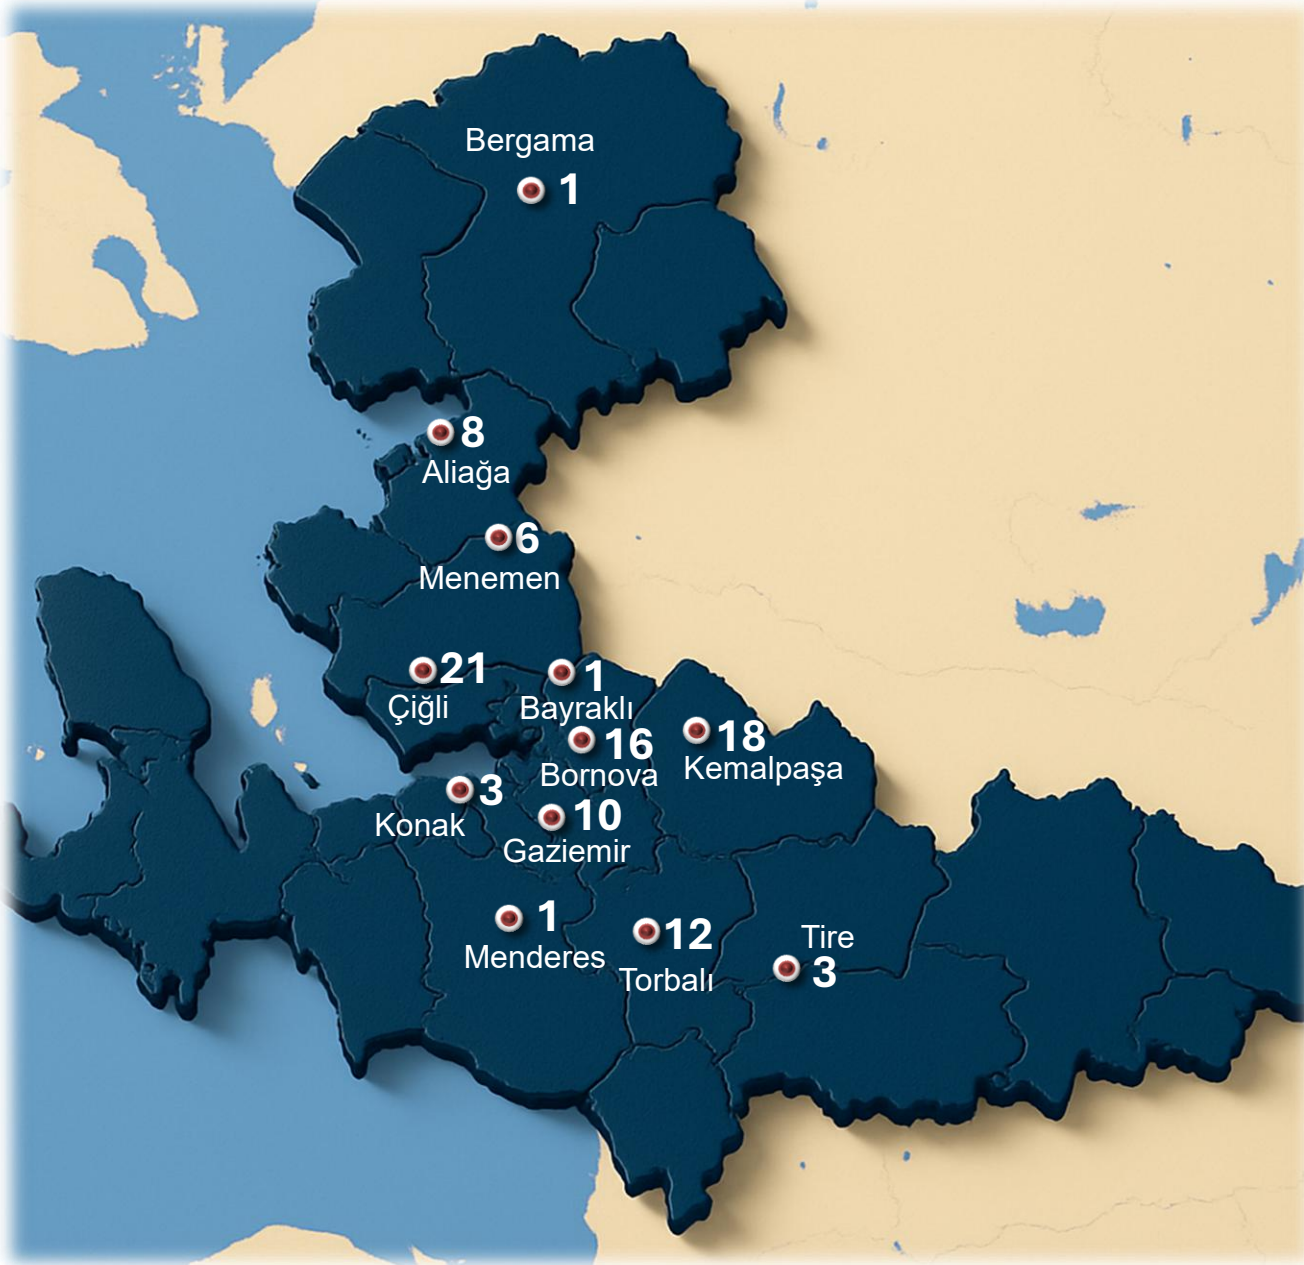 Bergama
1
8
Aliağa
6
Menemen
21
Çiğli
1
Bayraklı
16
Bornova
18
Kemalpaşa
3
Konak
10
Gaziemir
1
Menderes
12
Torbalı
Tire
3